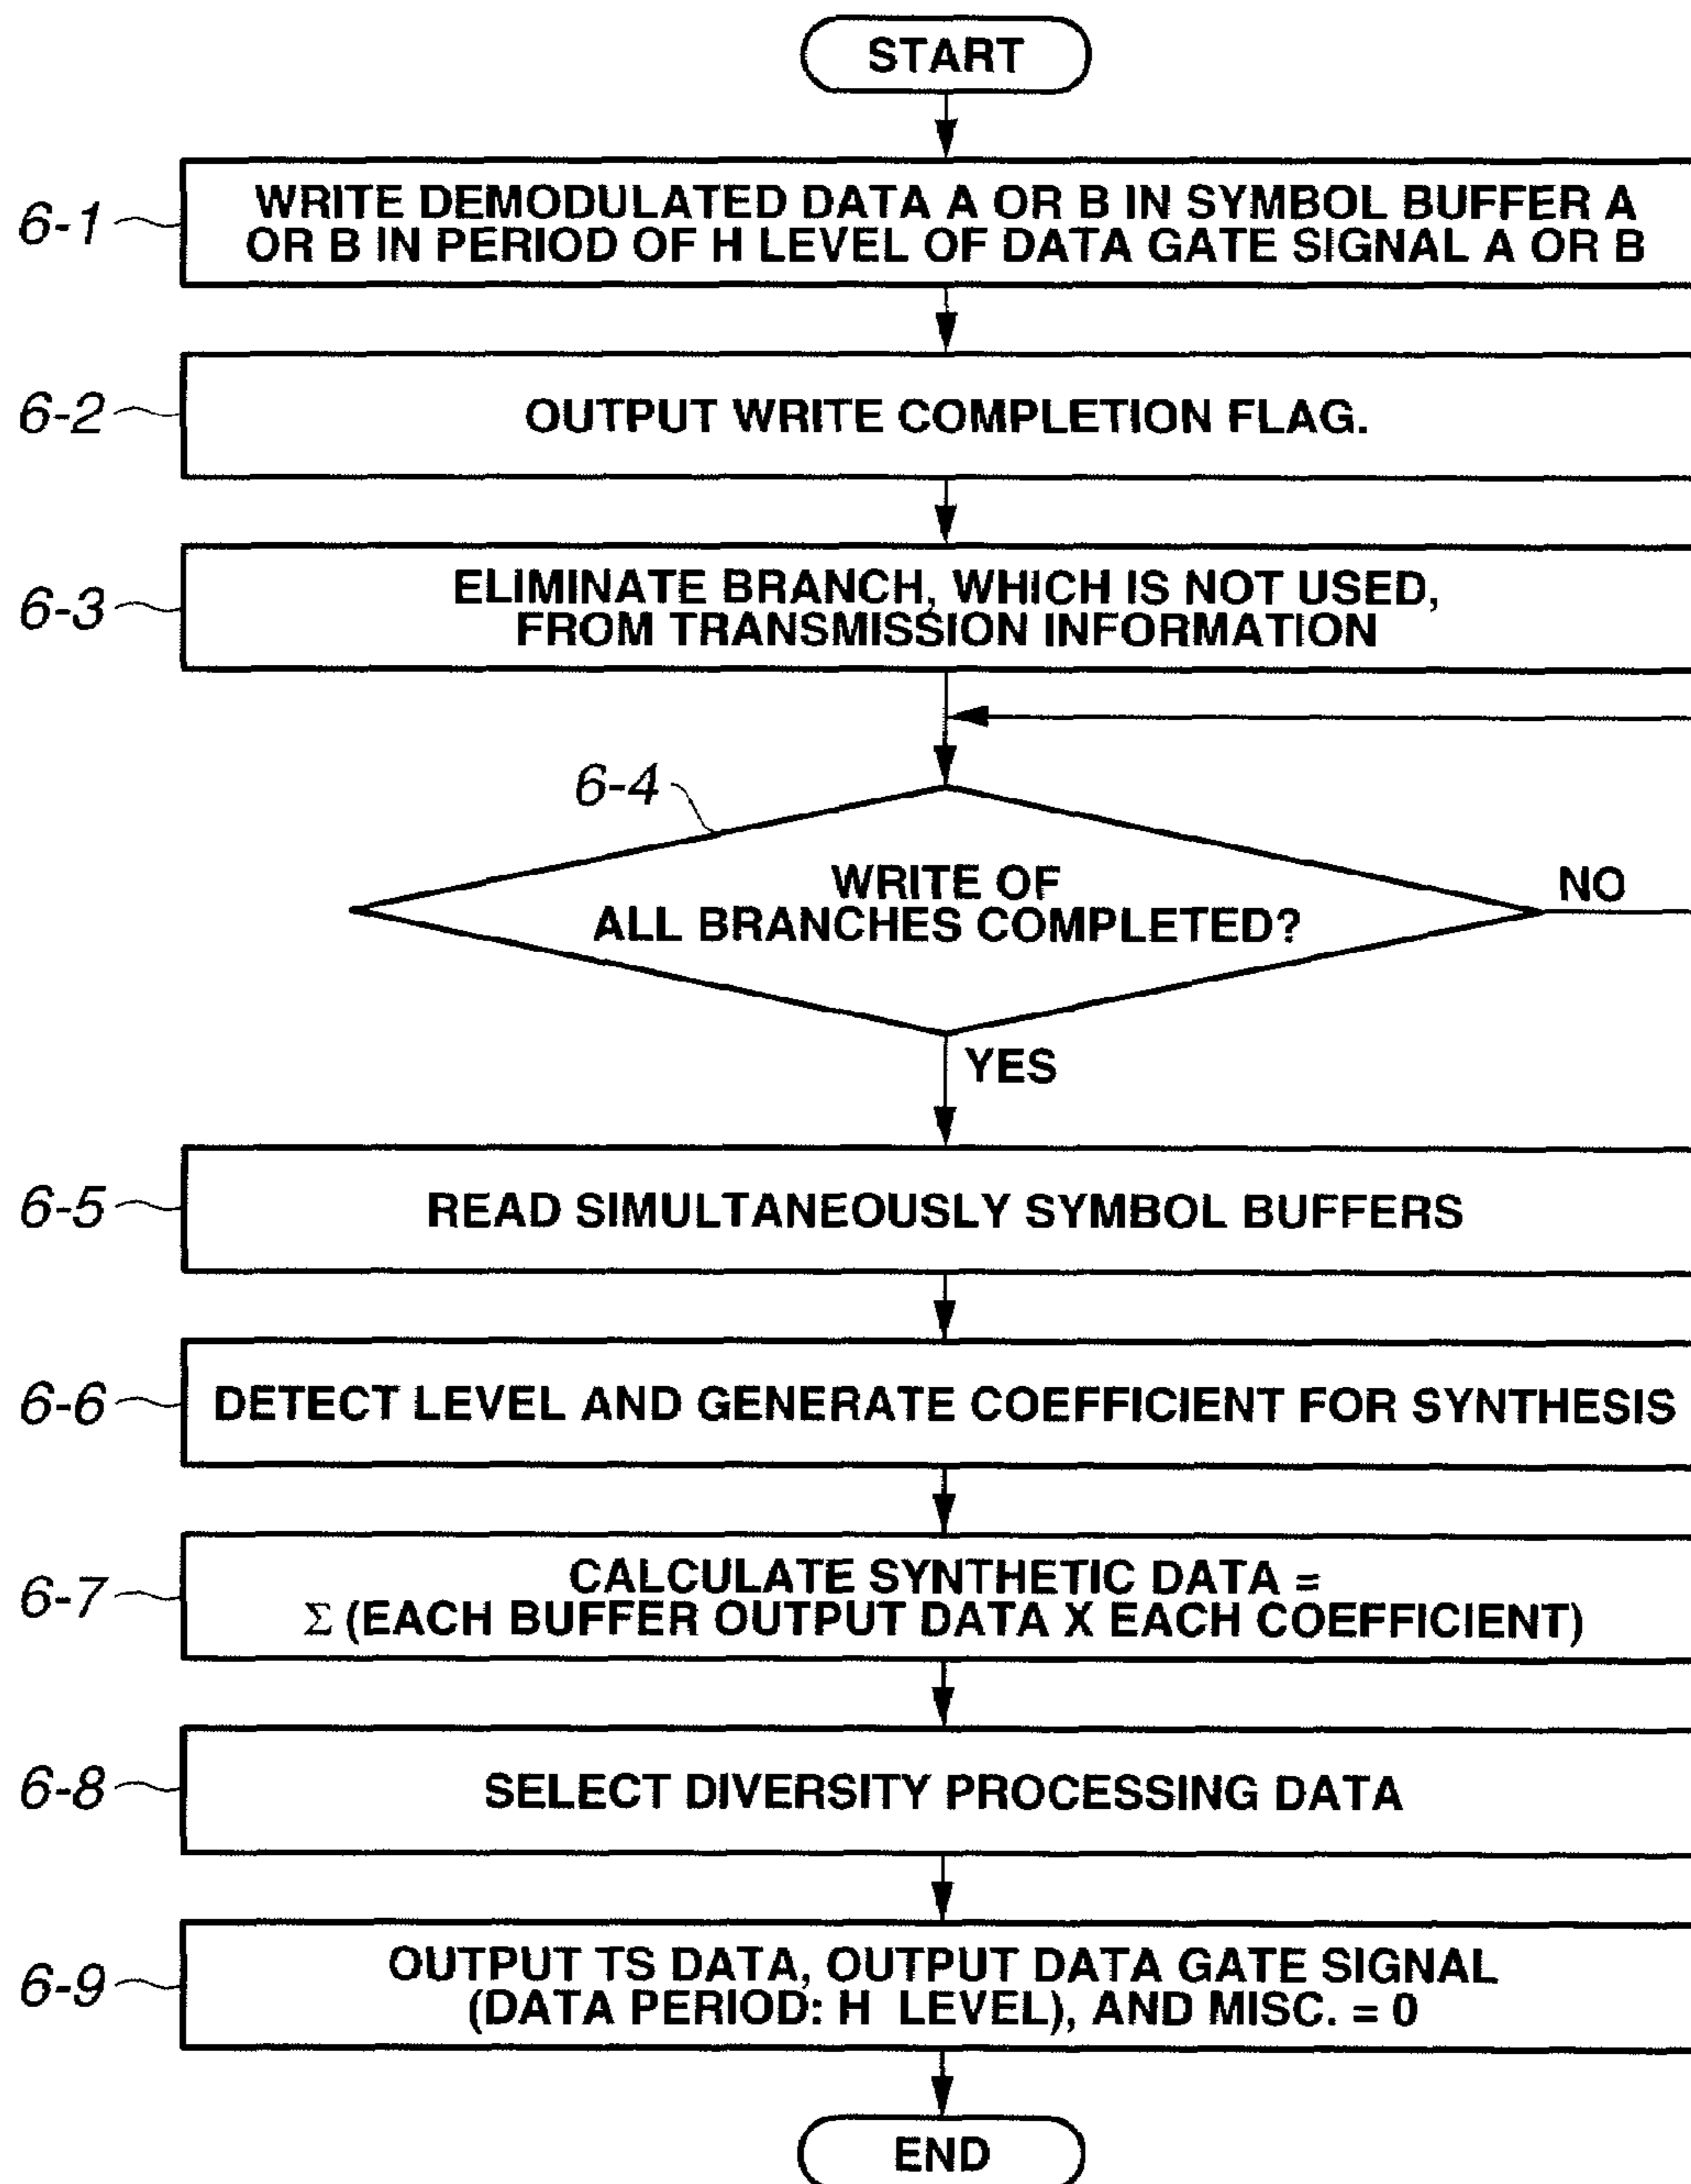 START
6-1
WRITE DEMODULATED DATA A OR B IN SYMBOL BUFFER A
OR B IN PERIOD OF H LEVEL OF DATA GATE SIGNAL A OR B
6-2
OUTPUT WRITE COMPLETION FLAG.
6-3
ELIMINATE BRANCH, WHICH IS NOT USED,
FROM TRANSMISSION INFORMATION
6-4
WRITE OF
ALL BRANCHES COMPLETED?
NO
YES
6-5
READ SIMULTANEOUSLY SYMBOL BUFFERS
6-6
DETECT LEVEL AND GENERATE COEFFICIENT FOR SYNTHESIS
6-7
CALCULATE SYNTHETIC DATA =
Σ (EACH BUFFER OUTPUT DATA X EACH COEFFICIENT)
6-8
SELECT DIVERSITY PROCESSING DATA
6-9
OUTPUT TS DATA, OUTPUT DATA GATE SIGNAL
(DATA PERIOD: H LEVEL), AND MISC. = 0
END